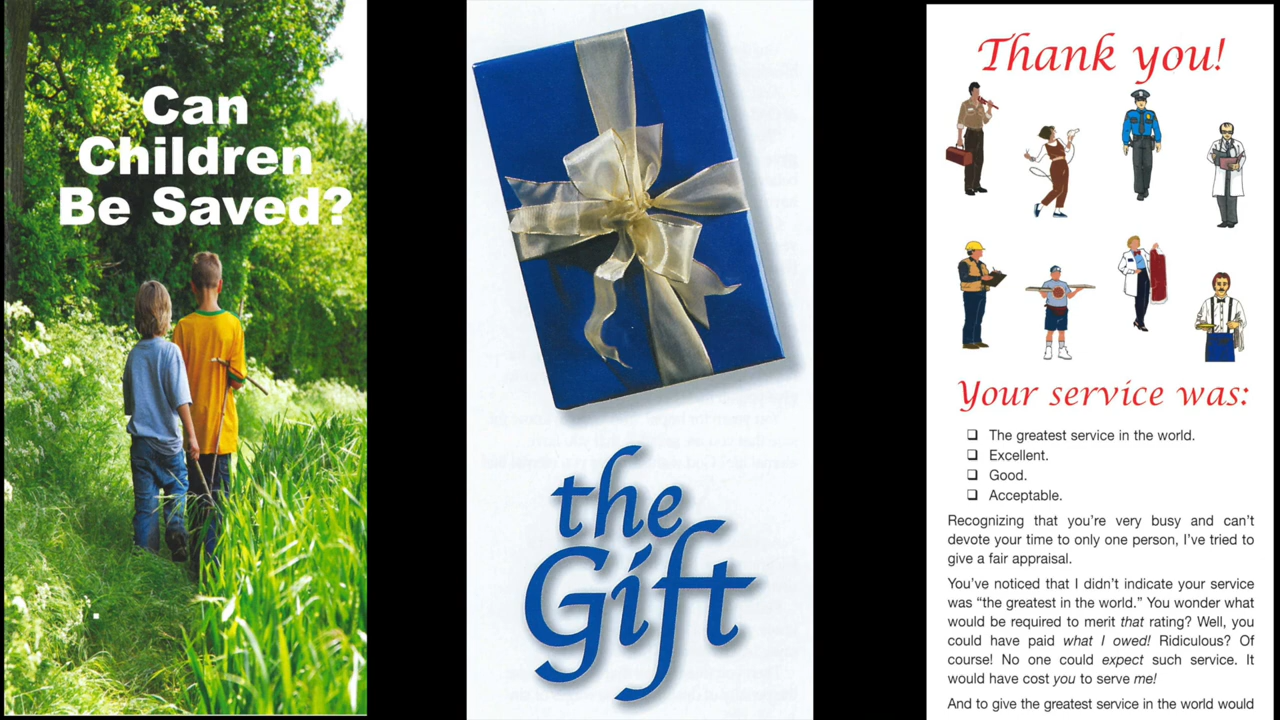 Can
Children
Be Saved?
the
Gift
Thank you!
Your service was:
❑ The greatest service in the world.
❑ Excellent.
❑ Good.
❑ Acceptable.
Recognizing that you're very busy and can't
devote your time to only one person, I've tried to
give a fair appraisal.
You've noticed that I didn't indicate your service
was “the greatest in the world.” You wonder what
would be required to merit that rating? Well, you
could have paid what I owed! Ridiculous? Of
course! No one could expect such service. It
would have cost you to serve me!
And to give the greatest service in the world would